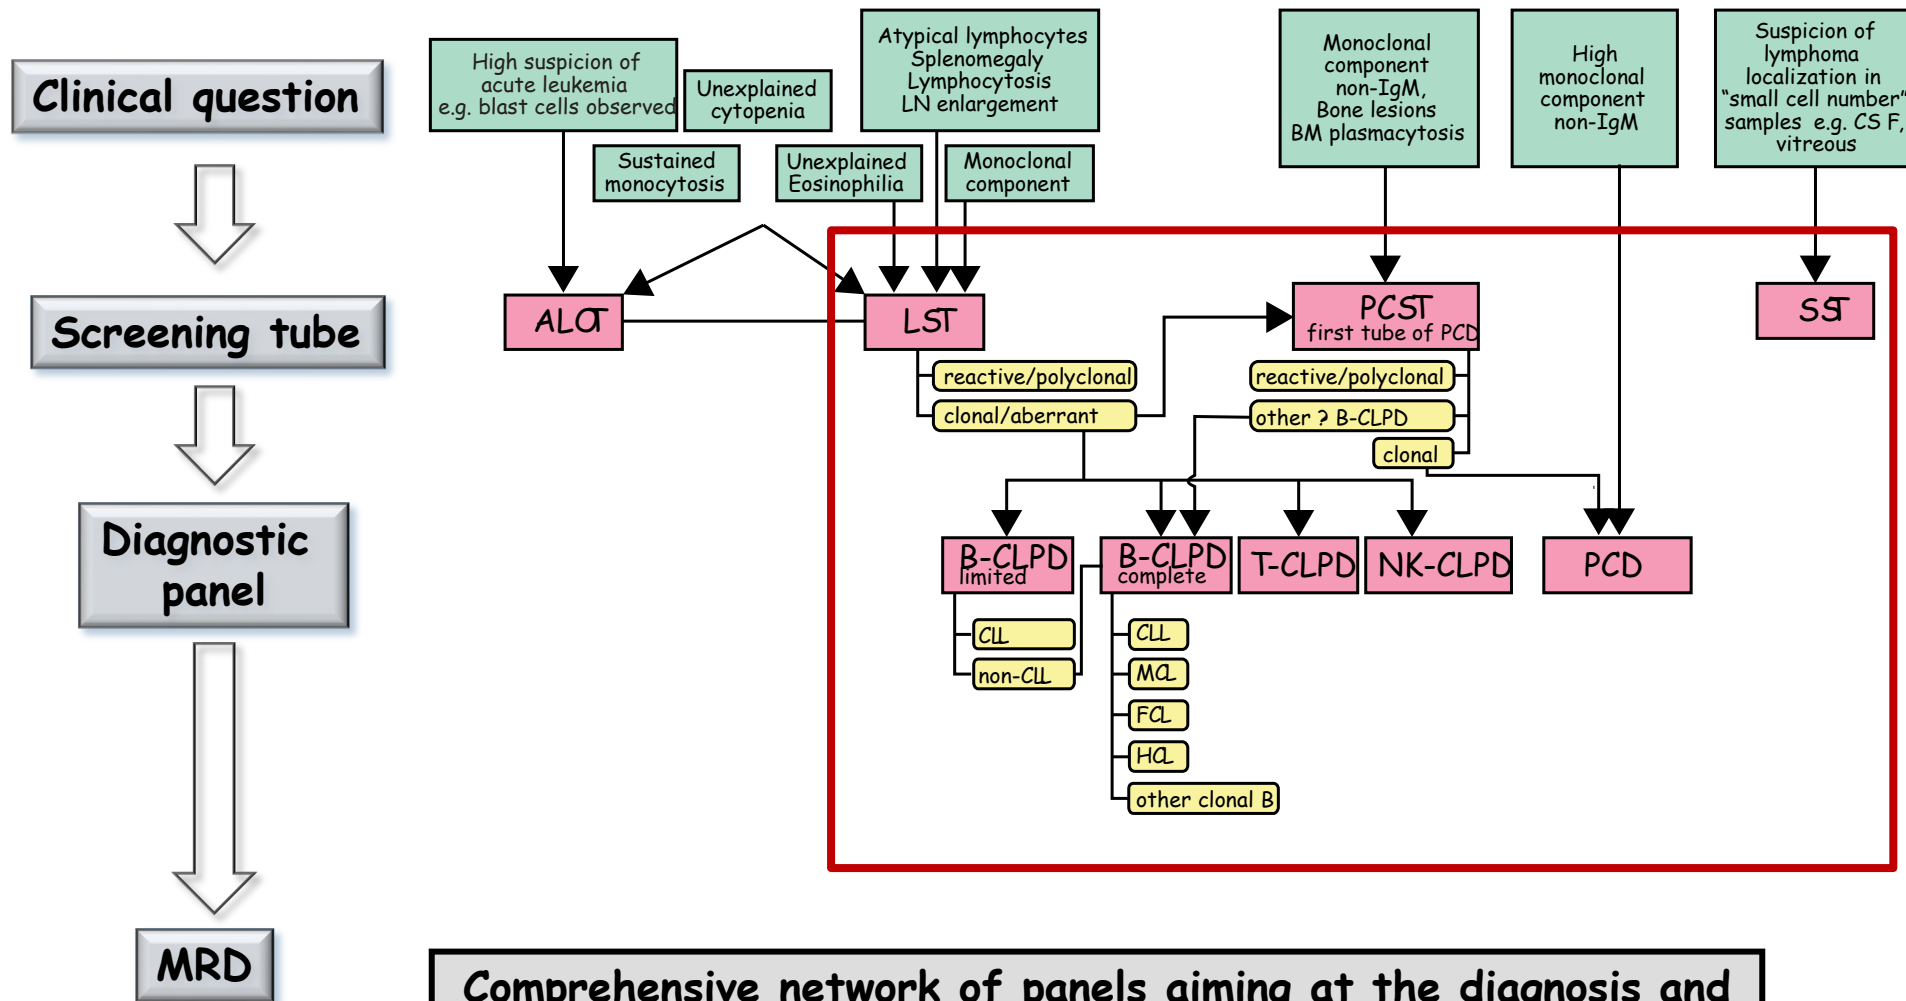 Clinical question
Screening tube
Diagnostic
panel
MRD
High suspicion of
acute leukemia
e.g. blast cells observed
Unexplained
cytopenia
Sustained
monocytosis
Atypical lymphocytes
Splenomegaly
Lymphocytosis
LN enlargement
Unexplained
Eosinophilia
Monoclonal
component
Monoclonal
component
non-IgM,
Bone lesions
BM plasmacytosis
High
monoclonal
component
non-IgM
Suspicion of
lymphoma
localization in
“small cell number”
samples e.g. CS F,
vitreous
ALOT
LST
PCST
first tube of PCD
SST
reactive/polyclonal
clonal/aberrant
reactive/polyclonal
other ? B-CLPD
clonal
B-CLPD
limited
B-CLPD
complete
T-CLPD
NK-CLPD
PCD
CLL
non-CLL
CLL
MCL
FCL
HCL
other clonal B
Comprehensive network of panels aiming at the diagnosis and